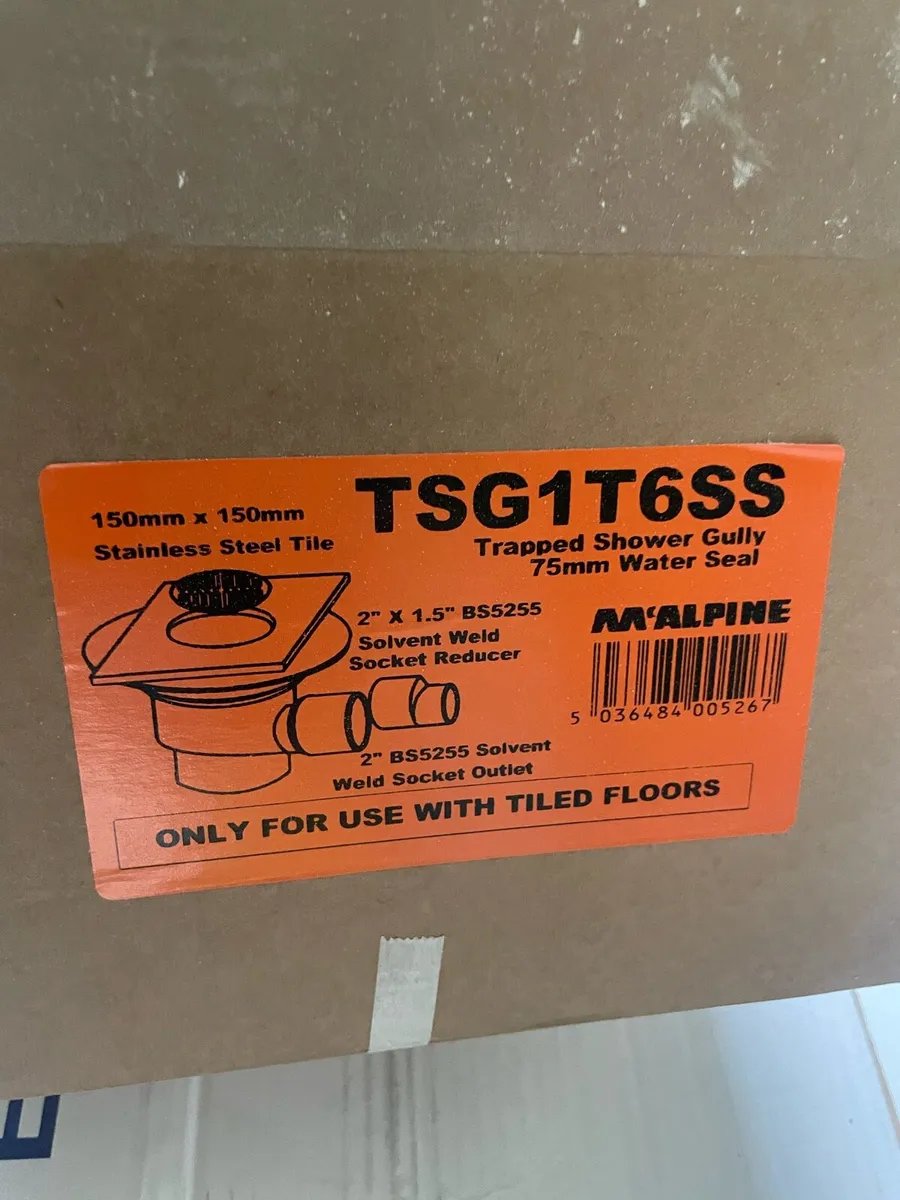 TSG1T6SS
150mm x 150mm
Stainless Steel Tile
Trapped Shower Gully
75mm Water Seal
2" X 1.5" BS5255
Solvent Weld
Socket Reducer
McALPINE
5 036484 005267
2" BS5255 Solvent
Weld Socket Outlet
ONLY FOR USE WITH TILED FLOORS
E